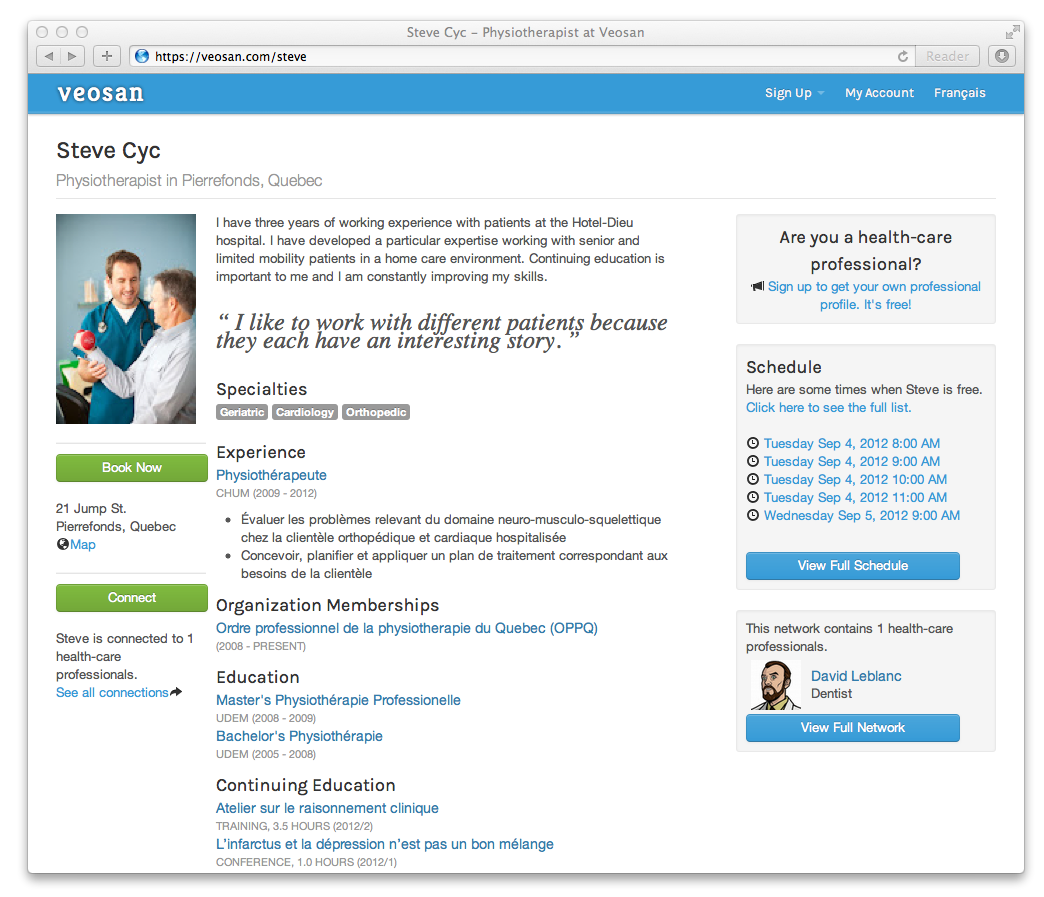 Steve Cyc – Physiotherapist at Veosan
https://veosan.com/steve
Reader
veosan
Sign Up
My Account
Français
Steve Cyc
Physiotherapist in Pierrefonds, Quebec
Book Now
21 Jump St.
Pierrefonds, Quebec
Map
Connect
Steve is connected to 1
health-care
professionals.
See all connections
I have three years of working experience with patients at the Hotel-Dieu
hospital. I have developed a particular expertise working with senior and
limited mobility patients in a home care environment. Continuing education is
important to me and I am constantly improving my skills.
“ I like to work with different patients because
they each have an interesting story. ”
Specialties
Geriatric Cardiology Orthopedic
Experience
Physiothérapeute
CHUM (2009 - 2012)
• Évaluer les problèmes relevant du domaine neuro-musculo-squelettique
chez la clientèle orthopédique et cardiaque hospitalisée
• Concevoir, planifier et appliquer un plan de traitement correspondant aux
besoins de la clientèle
Organization Memberships
Ordre professionnel de la physiotherapie du Quebec (OPPQ)
(2008 - PRESENT)
Education
Master's Physiothérapie Professionelle
UDEM (2008 - 2009)
Bachelor's Physiothérapie
UDEM (2005 - 2008)
Continuing Education
Atelier sur le raisonnement clinique
TRAINING, 3.5 HOURS (2012/2)
L'infarctus et la dépression n'est pas un bon mélange
CONFERENCE, 1.0 HOURS (2012/1)
Are you a health-care
professional?
Sign up to get your own professional
profile. It's free!
Schedule
Here are some times when Steve is free.
Click here to see the full list.
Tuesday Sep 4, 2012 8:00 AM
Tuesday Sep 4, 2012 9:00 AM
Tuesday Sep 4, 2012 10:00 AM
Tuesday Sep 4, 2012 11:00 AM
Wednesday Sep 5, 2012 9:00 AM
View Full Schedule
This network contains 1 health-care
professionals.
David Leblanc
Dentist
View Full Network